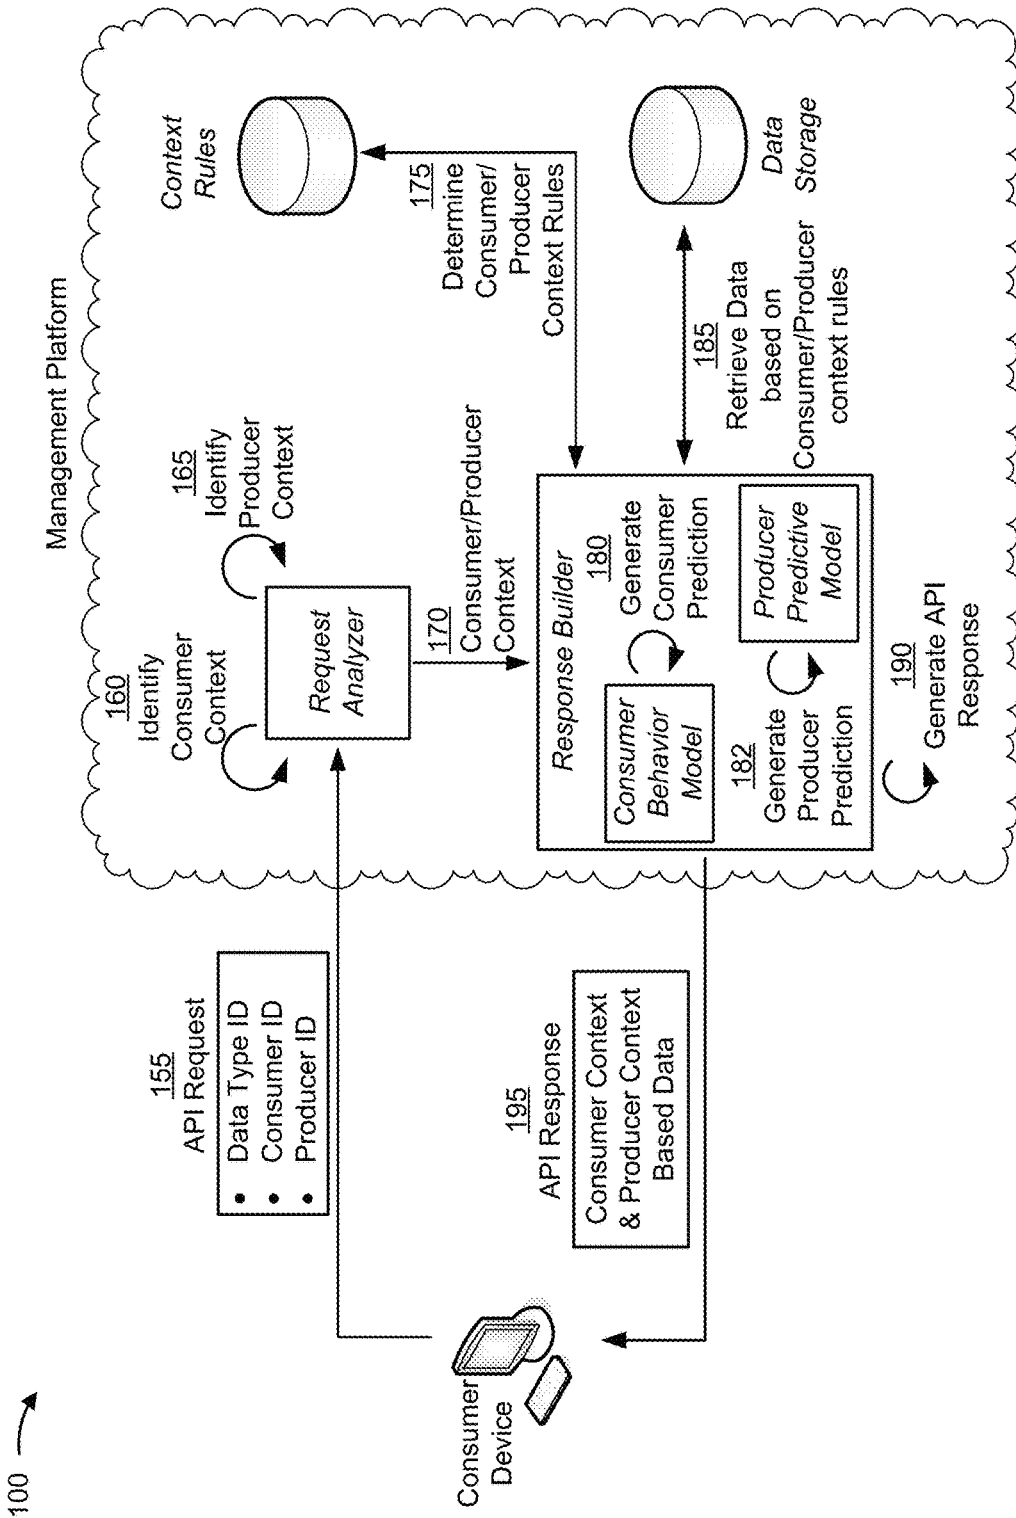 100
Management Platform
155
API Request
• Data Type ID
• Consumer ID
• Producer ID
Consumer
Device
195
API Response
Consumer Context
& Producer Context
Based Data
160
Identify
Consumer
Context
165
Identify
Producer
Context
Request
Analyzer
170
Consumer/Producer
Context
Context
Rules
175
Determine
Consumer/
Producer
Context Rules
Response Builder
180
Generate
Consumer
Prediction
Consumer
Behavior
Model
182
Generate
Producer
Prediction
Producer
Predictive
Model
185
Retrieve Data
based on
Consumer/Producer
context rules
Data
Storage
190
Generate API
Response